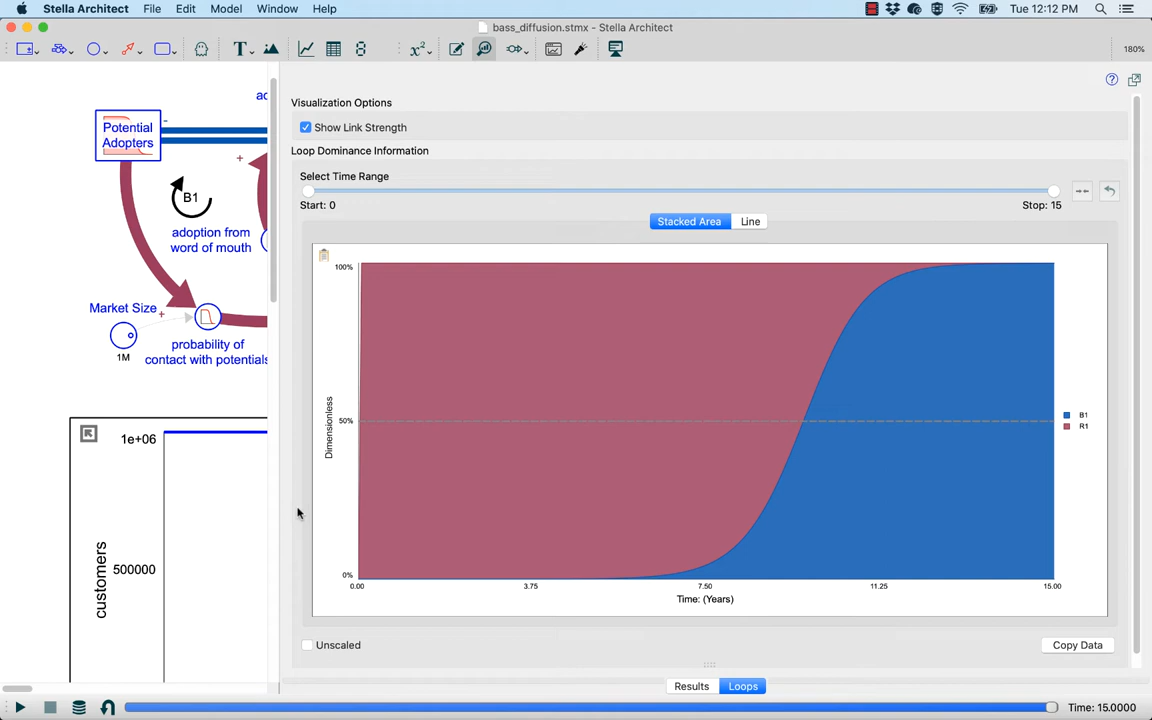 Stella Architect File Edit Model Window Help Tue 12:12 PM
bass_diffusion.stmx - Stella Architect
T x² 180%
?
Visualization Options
Show Link Strength
Loop Dominance Information
Select Time Range
Start: 0 Stop: 15
Stacked Area Line
ad
Potential
Adopters
-
+
B1
adoption from
word of mouth
Market Size
+
1M
probability of
contact with potentials
1e+06
500000
customers
100%
50%
0%
Dimensionless
0.00 3.75 7.50 11.25 15.00
Time: (Years)
B1
R1
Unscaled Copy Data
Results Loops
Time: 15.0000